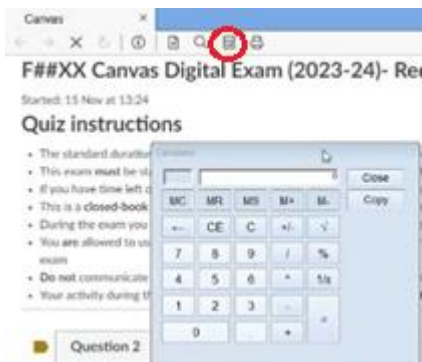 Canvas
F##XX Canvas Digital Exam (2023-24)- Re
Started: 15 Nov at 13:24
Quiz instructions
The standard duration
This exam must be
If you have time left
This is a closed-book
During the exam you
You are allowed to
exam
Do not communicate
Your activity during
Calculator
0
Close
MC MR MS M+ M-
Copy
CE C +/- √
7 8 9 / %
4 5 6 * 1/x
1 2 3 - =
0 . +
Question 2